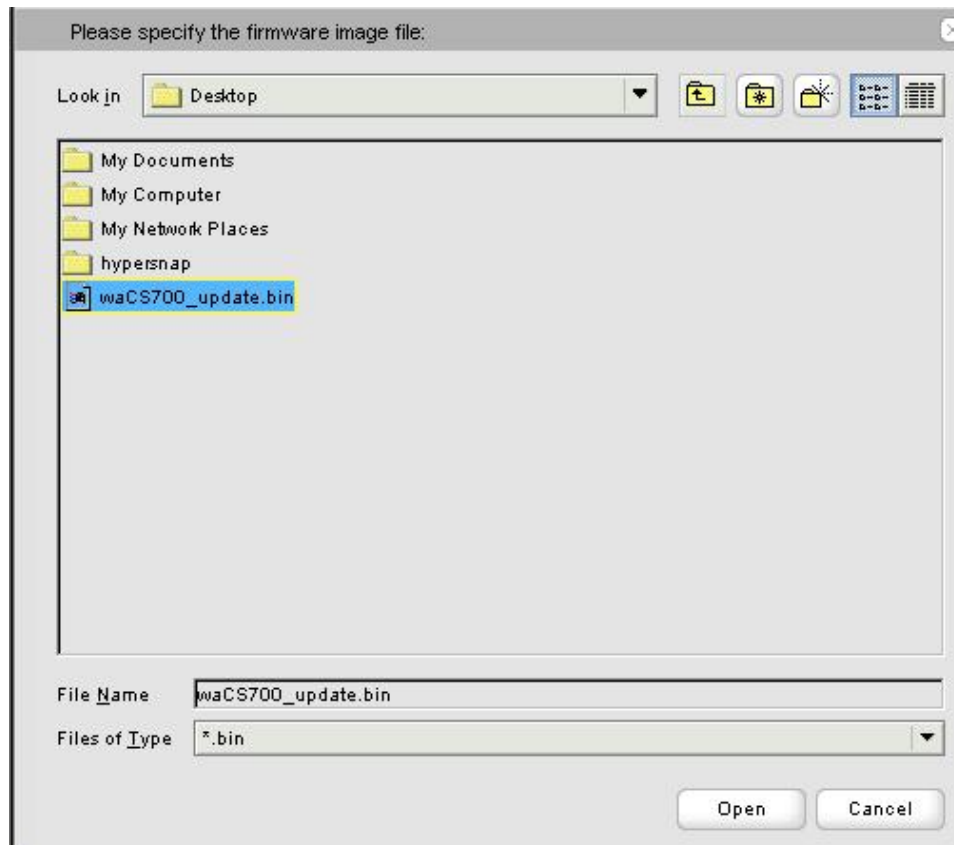 Please specify the firmware image file:
Look in Desktop
My Documents
My Computer
My Network Places
hypersnap
waCS700_update.bin
File Name waCS700_update.bin
Files of Type *.bin
Open Cancel